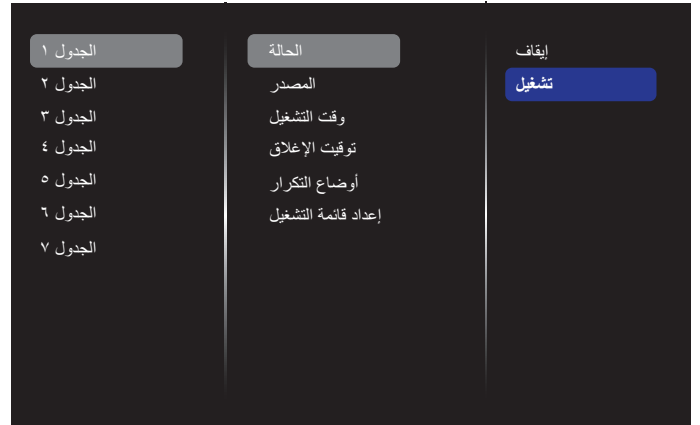 الجدول ١
الجدول ٢
الجدول ٣
الجدول ٤
الجدول ٥
الجدول ٦
الجدول ٧
الحالة
المصدر
وقت التشغيل
توقيت الإغلاق
أوضاع التكرار
إعداد قائمة التشغيل
إيقاف
تشغيل